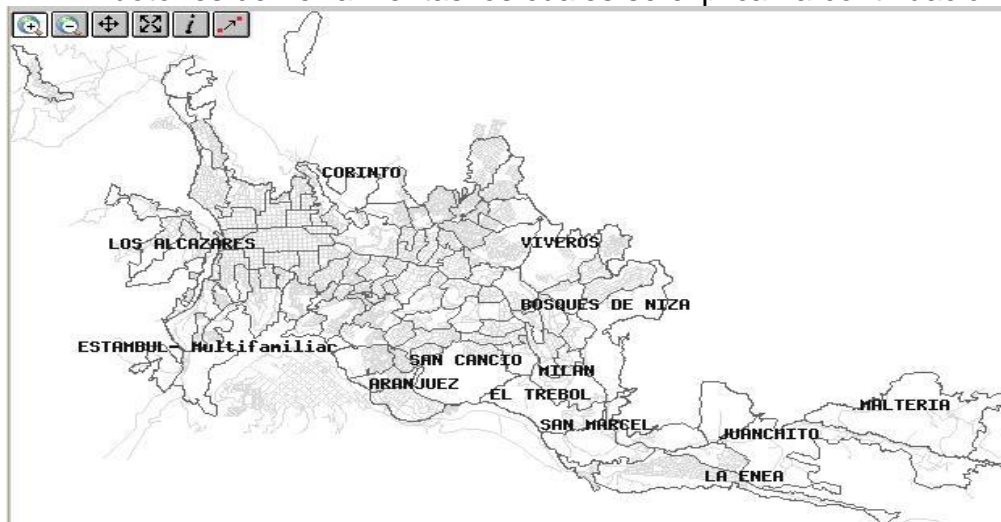 i
CORINTO
LOS ALCAZARES
VIVEROS
BOSQUES DE NIZA
ESTAMBUL- Multifamiliar
SAN CANCIO
MILAN
ARANJUEZ
EL TREBOL
MALTERIA
SAN MARCEL
JUANCHITO
LA ENEA